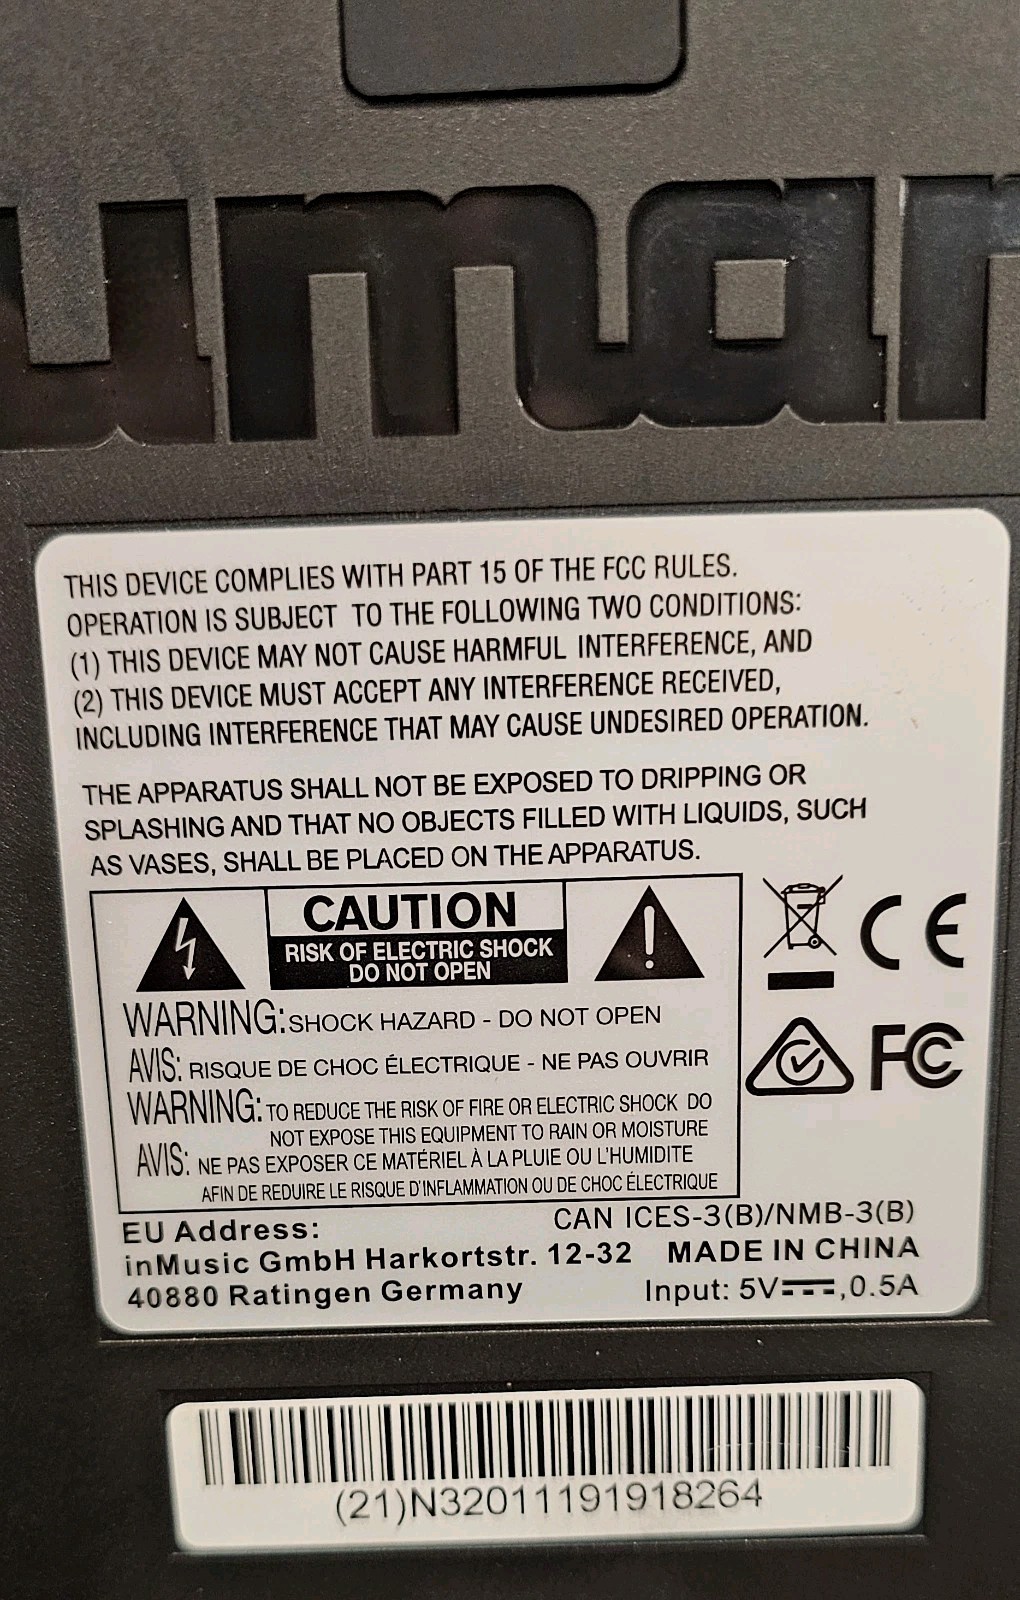 umar
THIS DEVICE COMPLIES WITH PART 15 OF THE FCC RULES.
OPERATION IS SUBJECT TO THE FOLLOWING TWO CONDITIONS:
(1) THIS DEVICE MAY NOT CAUSE HARMFUL INTERFERENCE, AND
(2) THIS DEVICE MUST ACCEPT ANY INTERFERENCE RECEIVED,
INCLUDING INTERFERENCE THAT MAY CAUSE UNDESIRED OPERATION.
THE APPARATUS SHALL NOT BE EXPOSED TO DRIPPING OR
SPLASHING AND THAT NO OBJECTS FILLED WITH LIQUIDS, SUCH
AS VASES, SHALL BE PLACED ON THE APPARATUS.
CAUTION
RISK OF ELECTRIC SHOCK
DO NOT OPEN
WARNING: SHOCK HAZARD - DO NOT OPEN
AVIS: RISQUE DE CHOC ÉLECTRIQUE - NE PAS OUVRIR
WARNING: TO REDUCE THE RISK OF FIRE OR ELECTRIC SHOCK DO
NOT EXPOSE THIS EQUIPMENT TO RAIN OR MOISTURE
AVIS: NE PAS EXPOSER CE MATÉRIEL À LA PLUIE OU L'HUMIDITE
AFIN DE REDUIRE LE RISQUE D'INFLAMMATION OU DE CHOC ÉLECTRIQUE
CE
FC
EU Address:
inMusic GmbH Harkortstr. 12-32
40880 Ratingen Germany
CAN ICES-3(B)/NMB-3(B)
MADE IN CHINA
Input: 5V⎓,0.5A
(21)N32011191918264